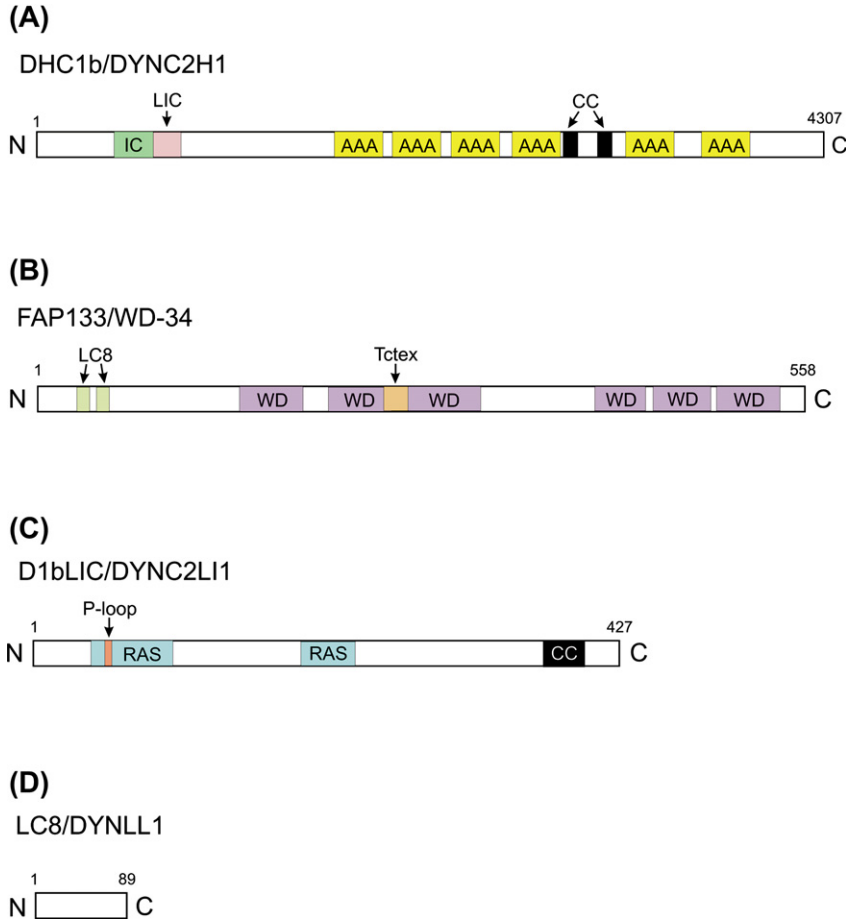 (A)
DHC1b/DYNC2H1
LIC CC
1 4307
N IC AAA AAA AAA AAA AAA AAA C
(B)
FAP133/WD-34
1 LC8 Tctex 558
N WD WD WD WD WD WD C
(C)
D1bLIC/DYNC2LI1
P-loop
1 427
N RAS RAS CC C
(D)
LC8/DYNLL1
1 89
N C